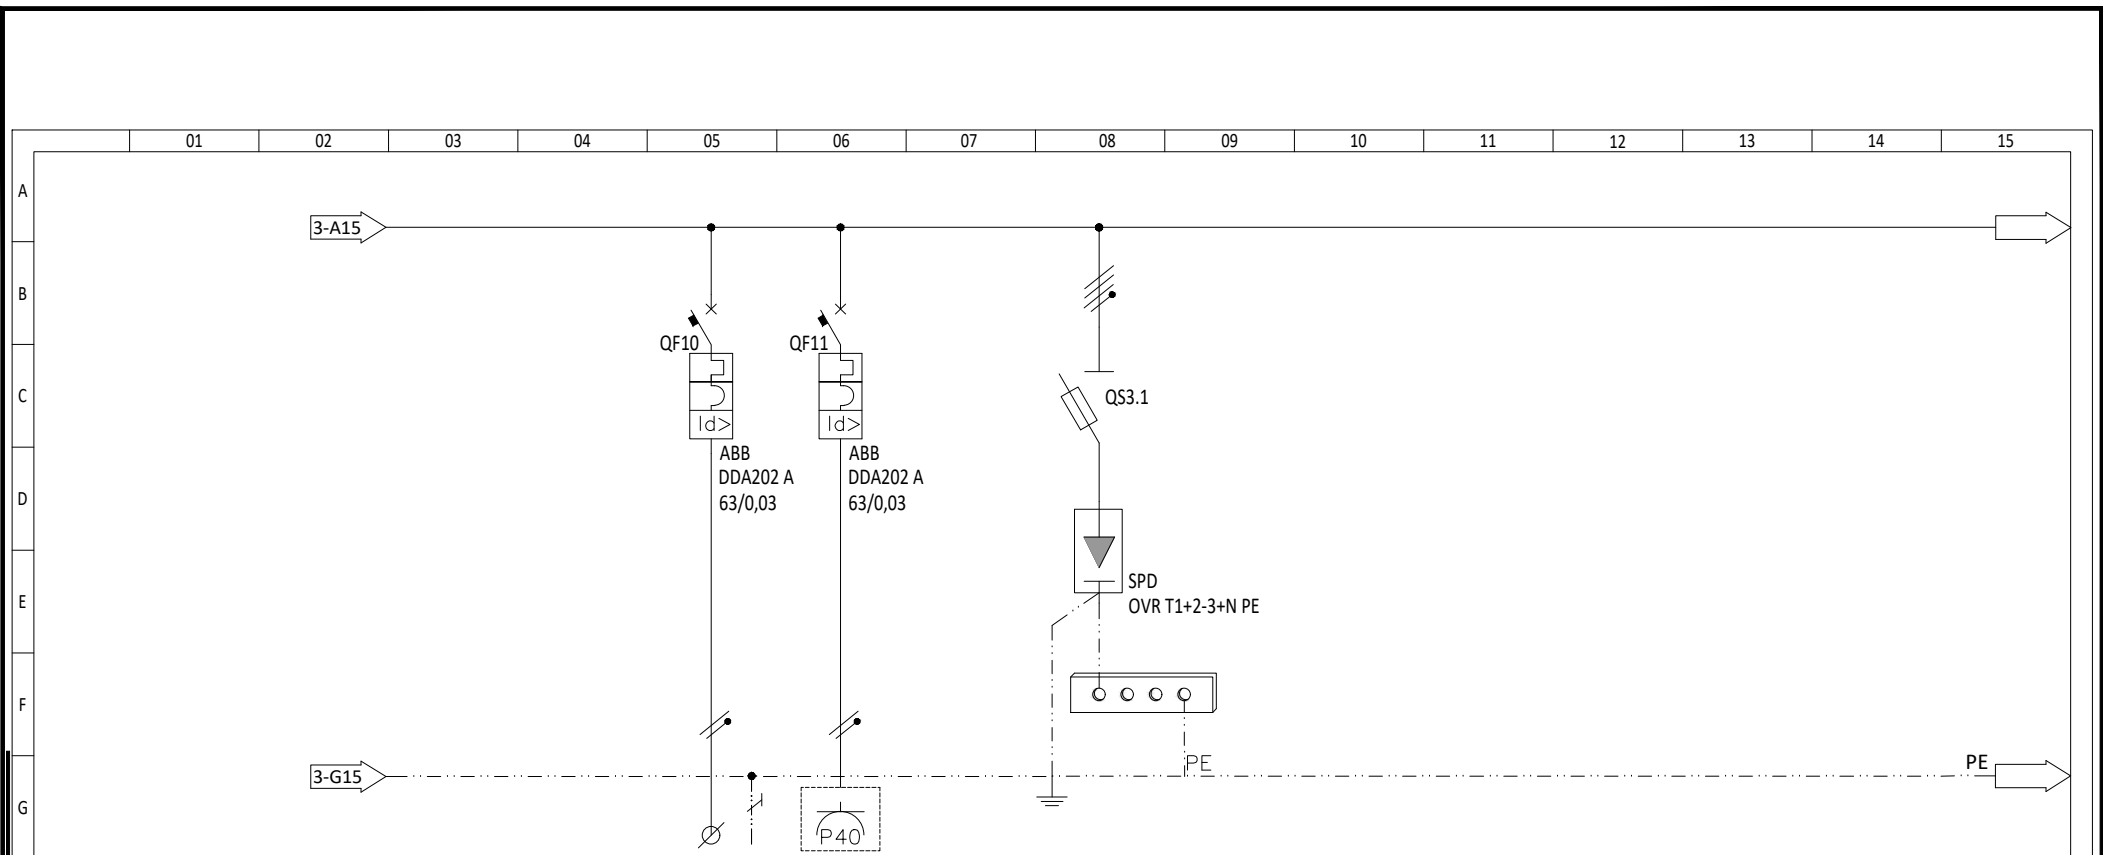 01 02 03 04 05 06 07 08 09 10 11 12 13 14 15
A
3-A15
B
QF10 QF11
C
QS3.1
Id> Id>
ABB ABB
DDA202 A DDA202 A
D
63/0,03 63/0,03
SPD
E
OVR T1+2-3+N PE
F
PE PE
3-G15
G
P40